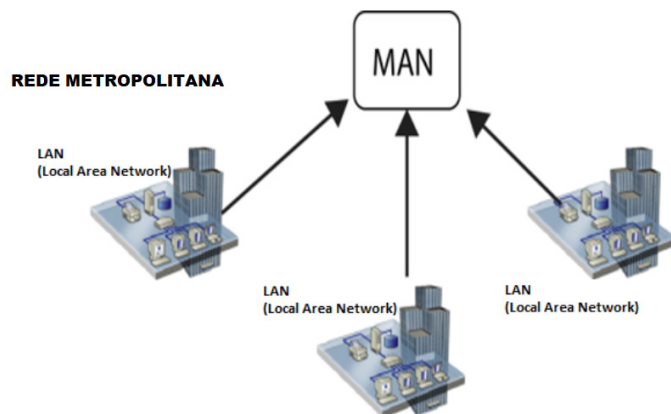 MAN
REDE METROPOLITANA
LAN
(Local Area Network)
LAN
(Local Area Network)
LAN
(Local Area Network)